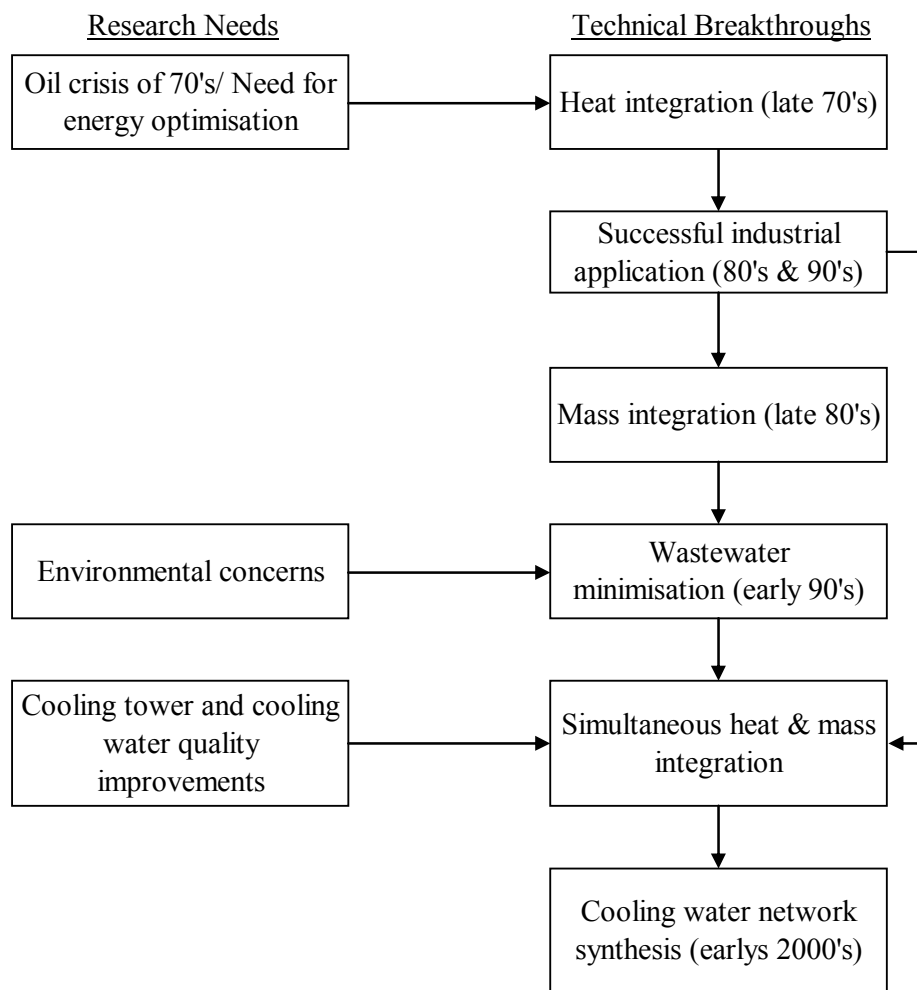 Research Needs
Technical Breakthroughs
Oil crisis of 70's/ Need for
energy optimisation
Heat integration (late 70's)
Successful industrial
application (80's & 90's)
Mass integration (late 80's)
Environmental concerns
Wastewater
minimisation (early 90's)
Cooling tower and cooling
water quality
improvements
Simultaneous heat & mass
integration
Cooling water network
synthesis (earlys 2000's)